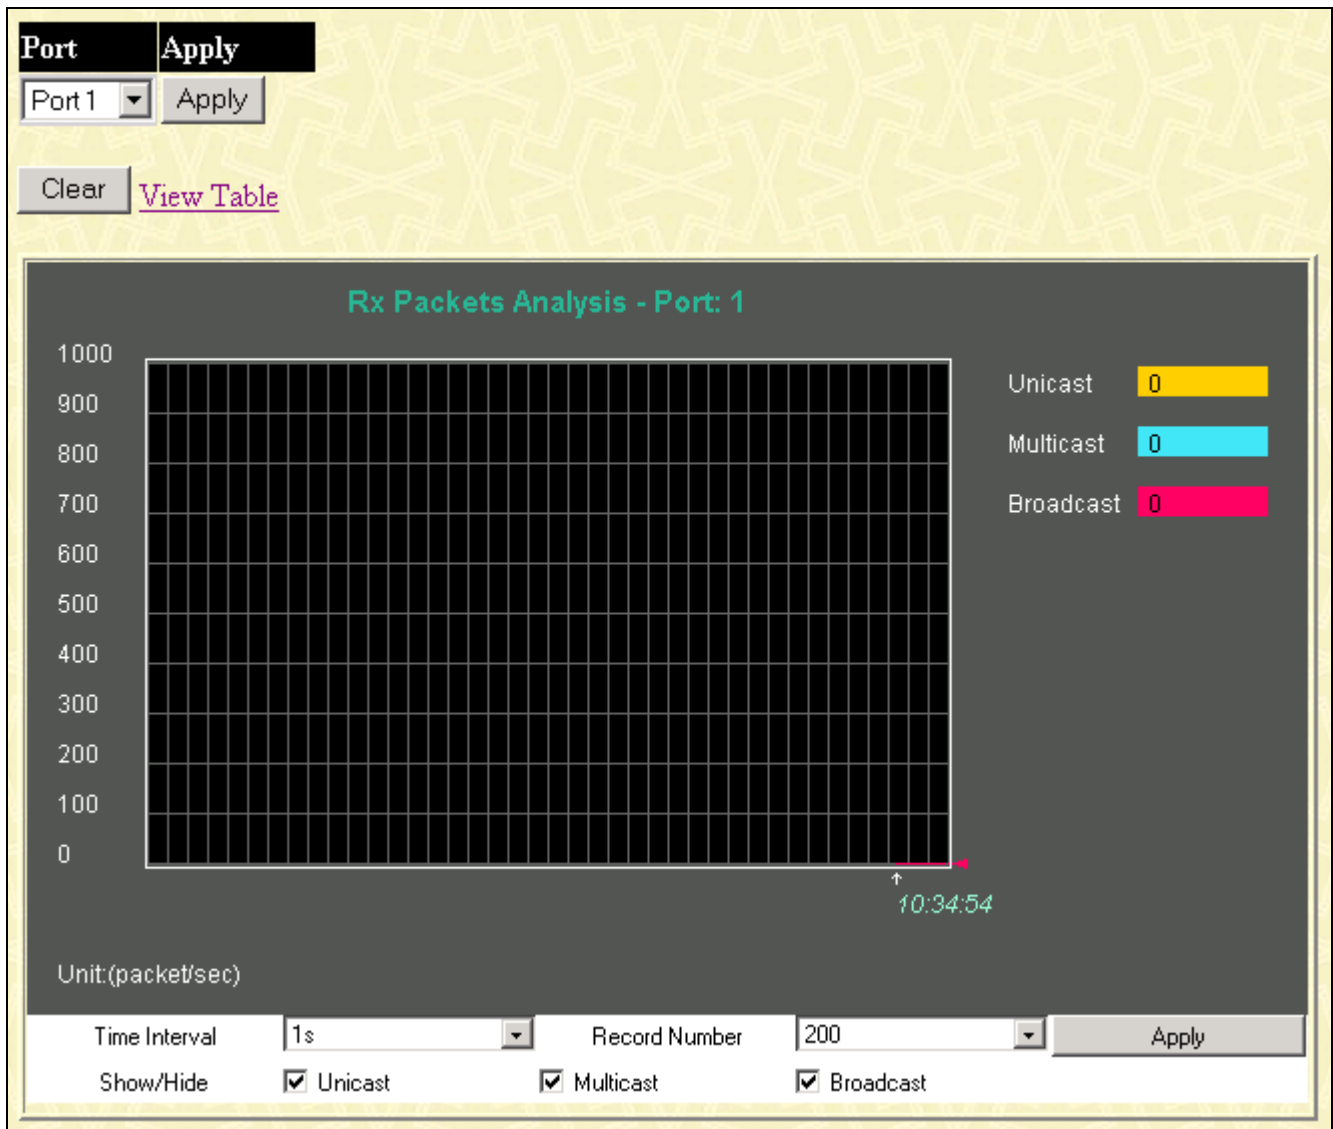 Port Apply
Port 1 Apply
Clear View Table
Rx Packets Analysis - Port: 1
1000
900
800
700
600
500
400
300
200
100
0
Unicast 0
Multicast 0
Broadcast 0
10:34:54
Unit:(packet/sec)
Time Interval 1s Record Number 200 Apply
Show/Hide Unicast Multicast Broadcast